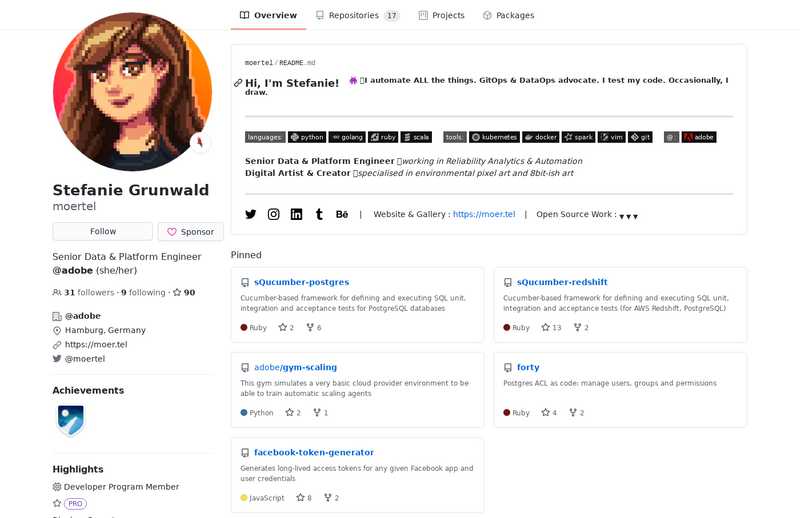 Overview
Repositories 17
Projects
Packages
Stefanie Grunwald
moertel
Follow
Sponsor
Senior Data & Platform Engineer
@adobe (she/her)
31 followers · 9 following · 90
@adobe
Hamburg, Germany
https://moer.tel
@moertel
Achievements
Highlights
Developer Program Member
PRO
moertel/README.md
Hi, I'm Stefanie! I automate ALL the things. GitOps & DataOps advocate. I test my code. Occasionally, I
draw.
languages: python golang ruby scala tools: kubernetes docker spark vim git @: adobe
Senior Data & Platform Engineer working in Reliability Analytics & Automation
Digital Artist & Creator specialised in environmental pixel art and 8bit-ish art
Bē | Website & Gallery : https://moer.tel | Open Source Work : ▼▼▼
Pinned
sQucumber-postgres
Cucumber-based framework for defining and executing SQL unit,
integration and acceptance tests for PostgreSQL databases
Ruby 2 6
sQucumber-redshift
Cucumber-based framework for defining and executing SQL unit,
integration and acceptance tests (for AWS Redshift, PostgreSQL)
Ruby 13 2
adobe/gym-scaling
This gym simulates a very basic cloud provider environment to be
able to train automatic scaling agents
Python 2 1
forty
Postgres ACL as code: manage users, groups and permissions
Ruby 4 2
facebook-token-generator
Generates long-lived access tokens for any given Facebook app and
user credentials
JavaScript 8 2